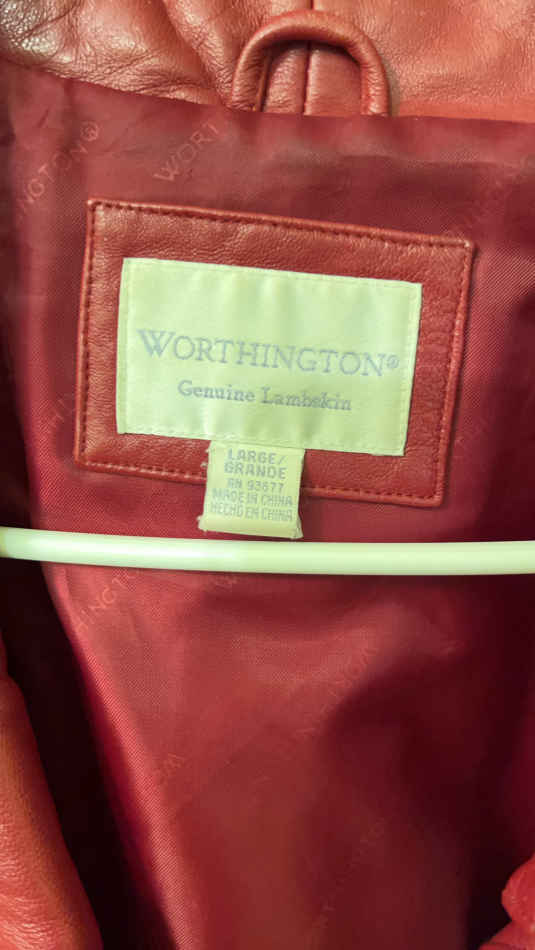 WORTHINGTON®
Genuine Lambskin
LARGE/
GRANDE
RN 93677
MADE IN CHINA
HECHO EN CHINA